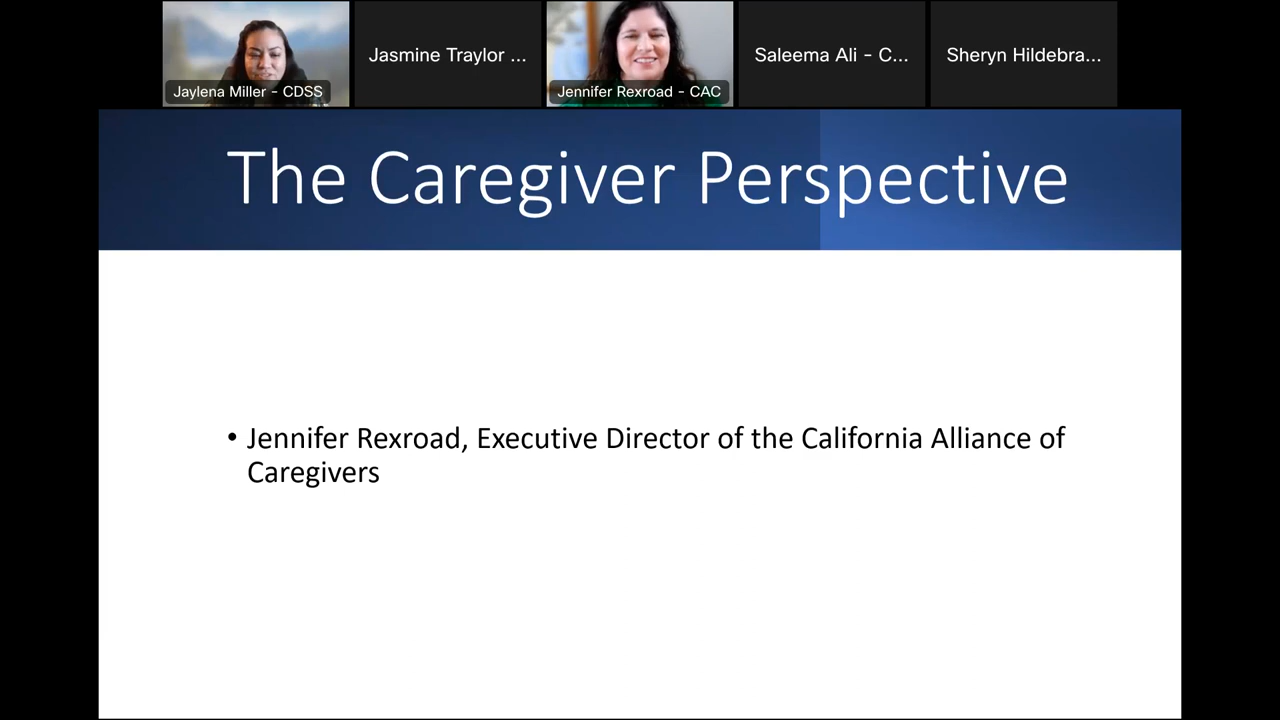 Jaylena Miller - CDSS
Jasmine Traylor ...
Jennifer Rexroad - CAC
Saleema Ali - C...
Sheryn Hildebra...
The Caregiver Perspective
• Jennifer Rexroad, Executive Director of the California Alliance of
Caregivers